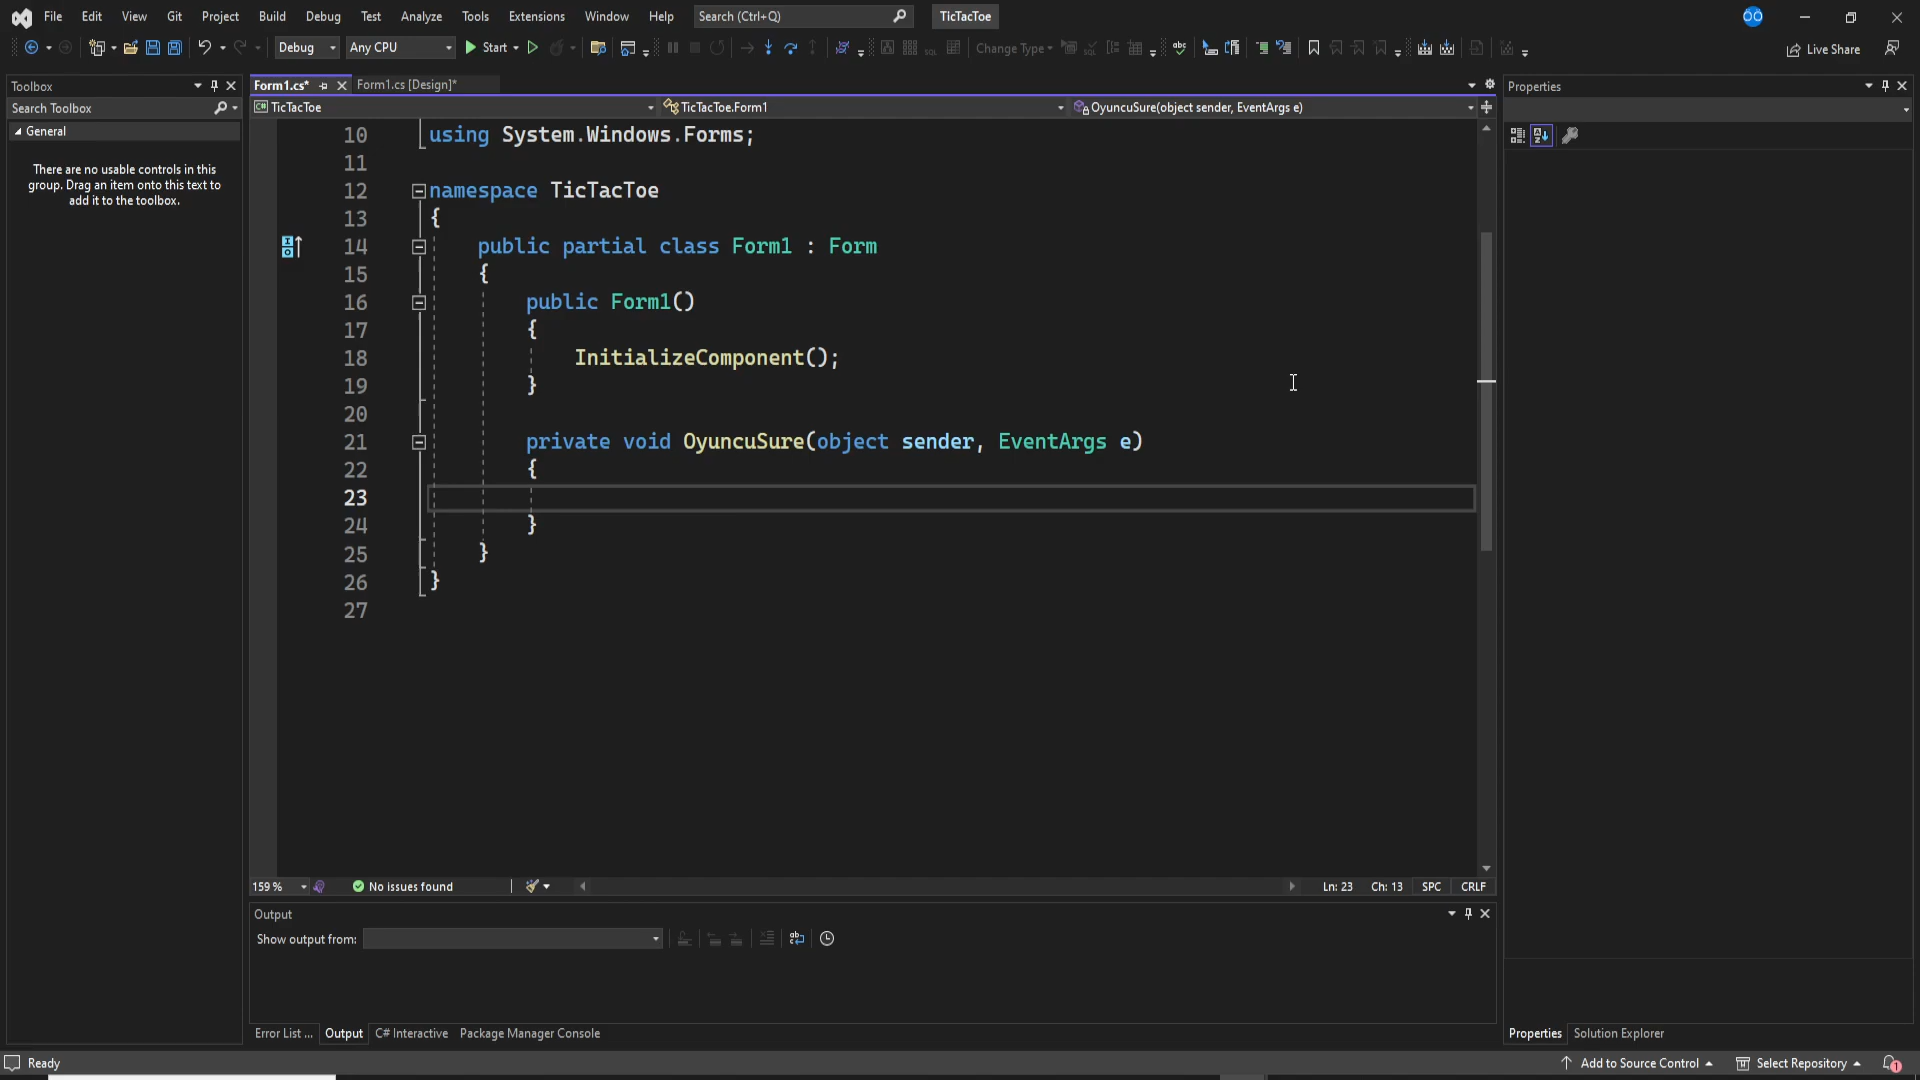 File Edit View Git Project Build Debug Test Analyze Tools Extensions Window Help Search (Ctrl+Q) TicTacToe
Debug Any CPU Start Change Type Live Share
Toolbox
Search Toolbox
General
There are no usable controls in this
group. Drag an item onto this text to
add it to the toolbox.
Form1.cs* Form1.cs [Design]*
TicTacToe TicTacToe.Form1 OyuncuSure(object sender, EventArgs e)
10 using System.Windows.Forms;
11
12 namespace TicTacToe
13 {
14 public partial class Form1 : Form
15 {
16 public Form1()
17 {
18 InitializeComponent();
19 }
20
21 private void OyuncuSure(object sender, EventArgs e)
22 {
23
24 }
25 }
26 }
27
159 % No issues found Ln: 23 Ch: 13 SPC CRLF
Output
Show output from:
Error List ... Output C# Interactive Package Manager Console
Properties
Properties Solution Explorer
Ready Add to Source Control Select Repository 1